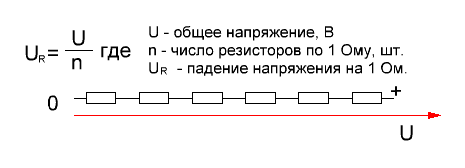 U_R = U/n где
U - общее напряжение, В
n - число резисторов по 1 Ому, шт.
U_R - падение напряжения на 1 Ом.
0 +
U